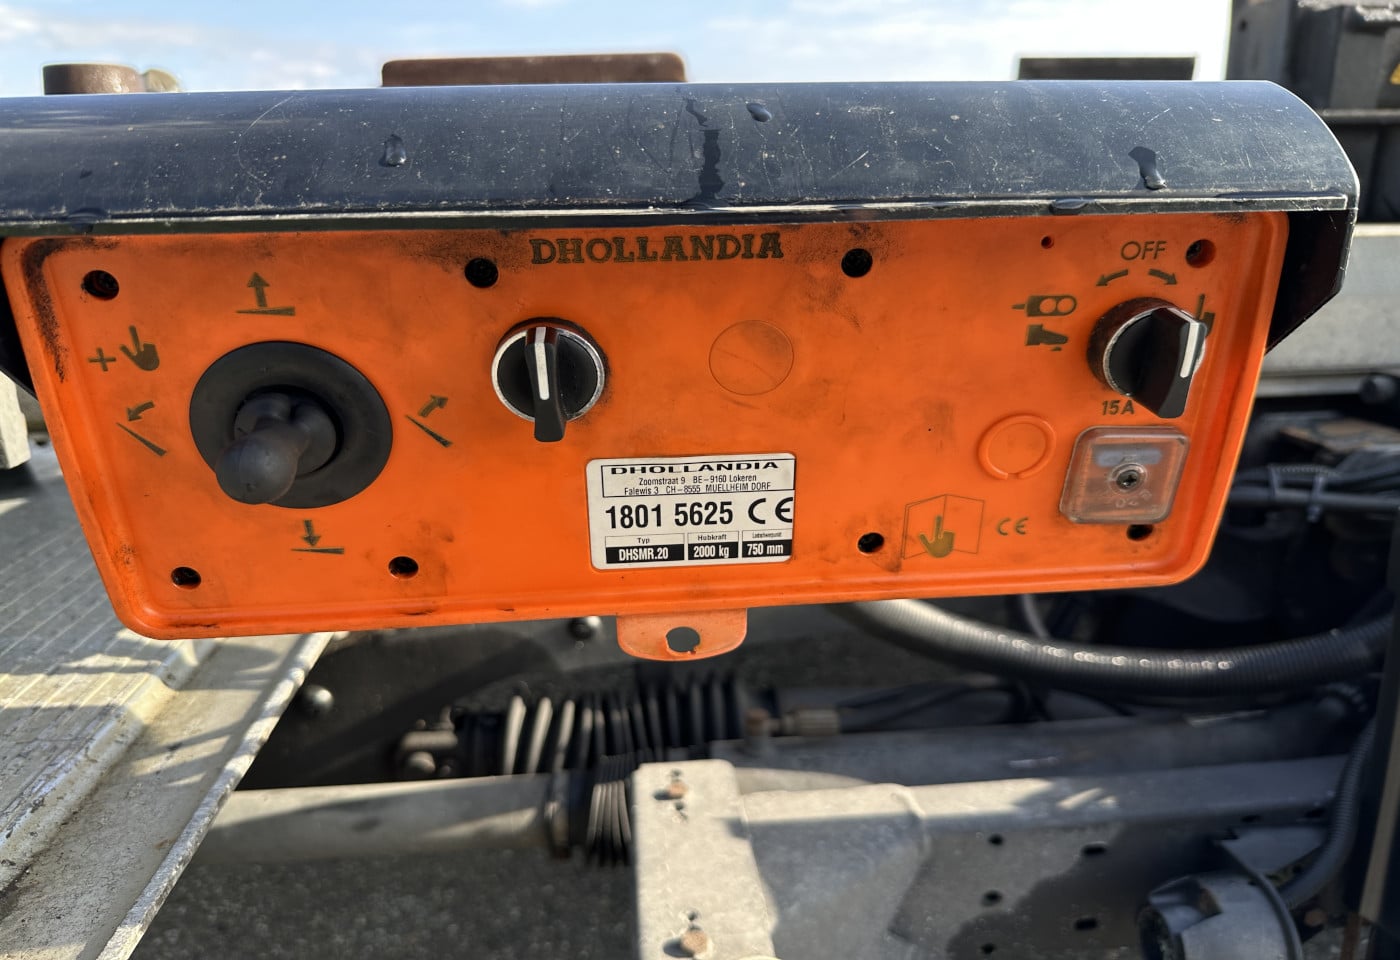 DHOLLANDIA
OFF
15A
DHOLLANDIA
Zoomstraat 9 BE-9160 Lokeren
Falewis 3 CH-8555 MUELLHEIM DORF
1801 5625 CE
Typ Hubkraft Lastschwerpunkt
DHSMR.20 2000 kg 750 mm
CE